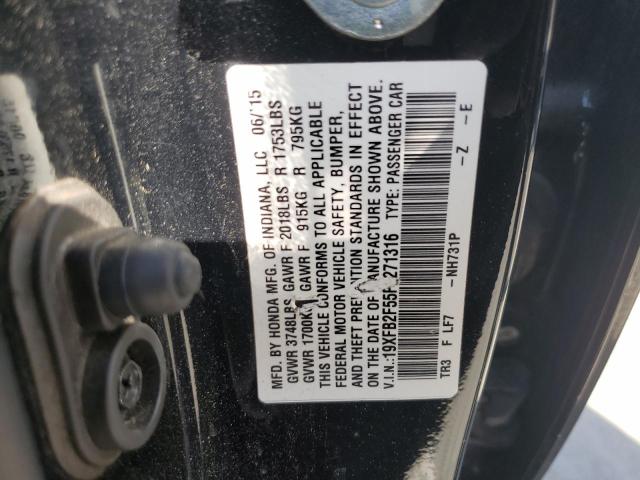 MFD. BY HONDA MFG. OF INDIANA, LLC 06/15
GVWR 3748LBS GAWR F 2018LBS R 1753LBS
GVWR 1700KG GAWR F 915KG R 795KG
THIS VEHICLE CONFORMS TO ALL APPLICABLE
FEDERAL MOTOR VEHICLE SAFETY, BUMPER,
AND THEFT PREVENTION STANDARDS IN EFFECT
ON THE DATE OF MANUFACTURE SHOWN ABOVE.
V.I.N.: 19XFB2F55 271316 TYPE: PASSENGER CAR
TR3 F LF7 -NH731P -Z -E